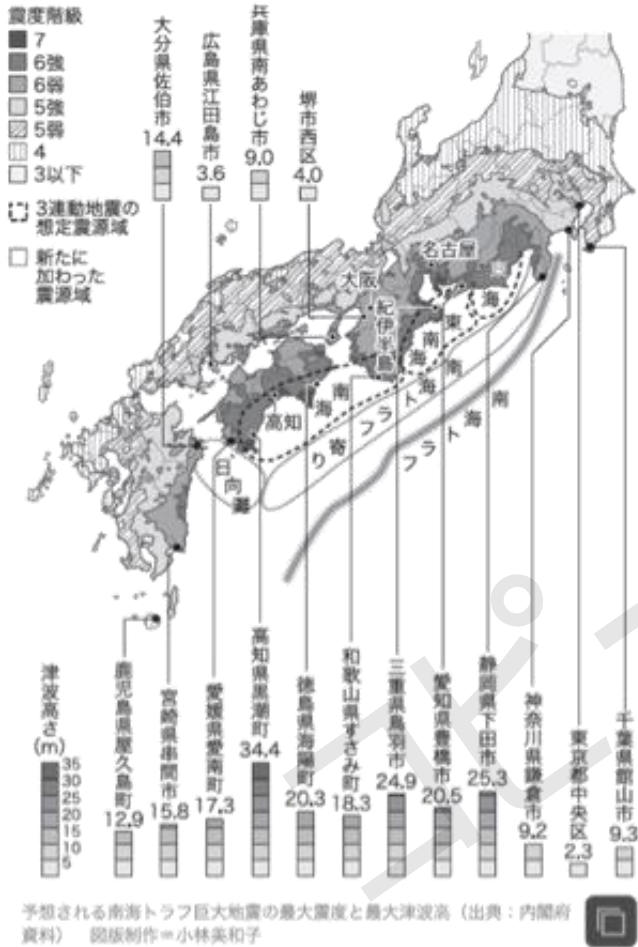 震度階級
7
6強
6弱
5強
5弱
4
3以下
3連動地震の
想定震源域
新たに
加わった
震源域
大分県佐伯市
14.4
広島県江田島市
3.6
兵庫県南あわじ市
9.0
堺市西区
4.0
名古屋
大阪
紀伊半島
高知
東海
東南海
南海
南海トラフ寄り
南海トラフ
日向灘
津波高さ
(m)
35
30
25
20
15
10
5
鹿児島県屋久島町
12.9
宮崎県串間市
15.8
愛媛県愛南町
17.3
高知県黒潮町
34.4
徳島県海陽町
20.3
和歌山県すさみ町
18.3
三重県鳥羽市
24.9
愛知県豊橋市
20.5
静岡県下田市
25.3
神奈川県鎌倉市
9.2
東京都中央区
2.3
千葉県館山市
9.3
コピ
予想される南海トラフ巨大地震の最大震度と最大津波高(出典:内閣府
資料) 図版制作=小林美和子